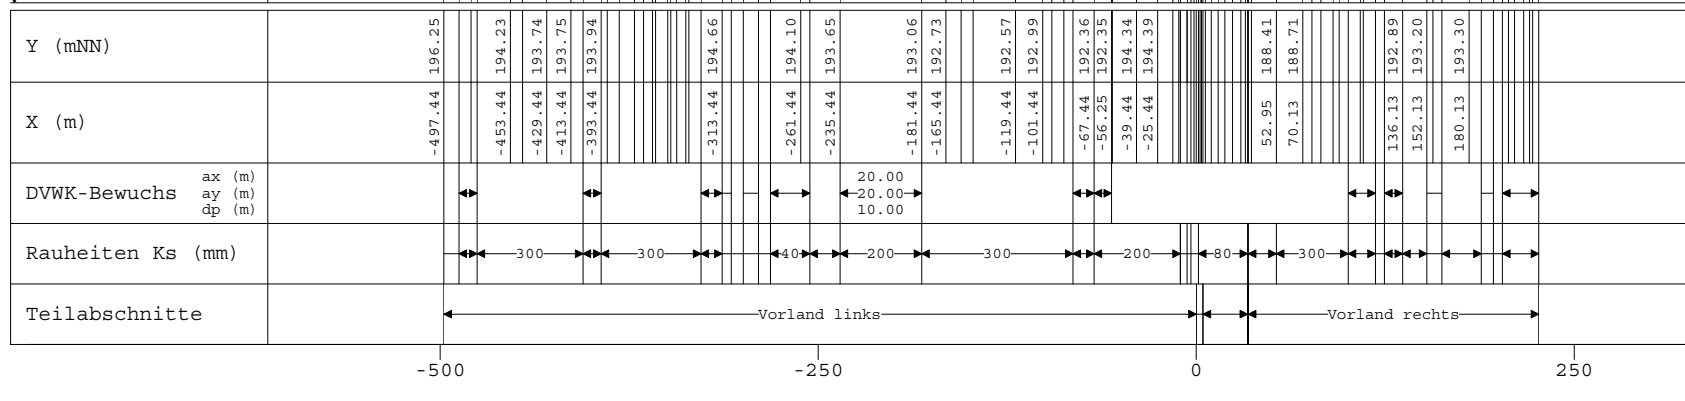 Y (mNN) 196.25 194.23 193.74 193.75 193.94 194.66 194.10 193.65 193.06 192.73 192.57 192.99 192.36 192.35 194.34 194.39 188.41 188.71 192.89 193.20 193.30
X (m) -497.44 -453.44 -429.44 -413.44 -393.44 -313.44 -261.44 -235.44 -181.44 -165.44 -119.44 -101.44 -67.44 -56.25 -39.44 -25.44 52.95 70.13 136.13 152.13 180.13
ax (m) 20.00
DVWK-Bewuchs ay (m) 20.00
dp (m) 10.00
Rauheiten Ks (mm) 300 300 40 200 300 200 80 300
Teilabschnitte Vorland links Vorland rechts
-500 -250 0 250